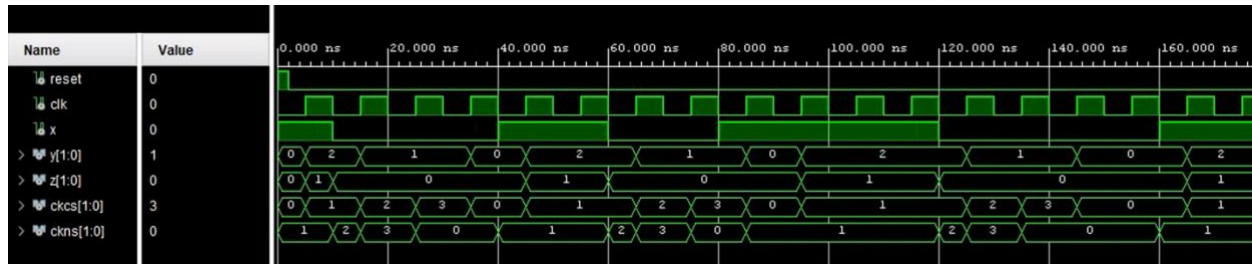 Name Value 0.000 ns 20.000 ns 40.000 ns 60.000 ns 80.000 ns 100.000 ns 120.000 ns 140.000 ns 160.000 ns
reset 0
clk 0
x 0
> y[1:0] 1 0 2 1 0 2 1 0 2 1 0 2
> z[1:0] 0 0 1 0 1 0 1 0 1
> ckcs[1:0] 3 0 1 2 3 0 1 2 3 0 1 2 3 0 1
> ckns[1:0] 0 1 2 3 0 1 2 3 0 1 2 3 0 1